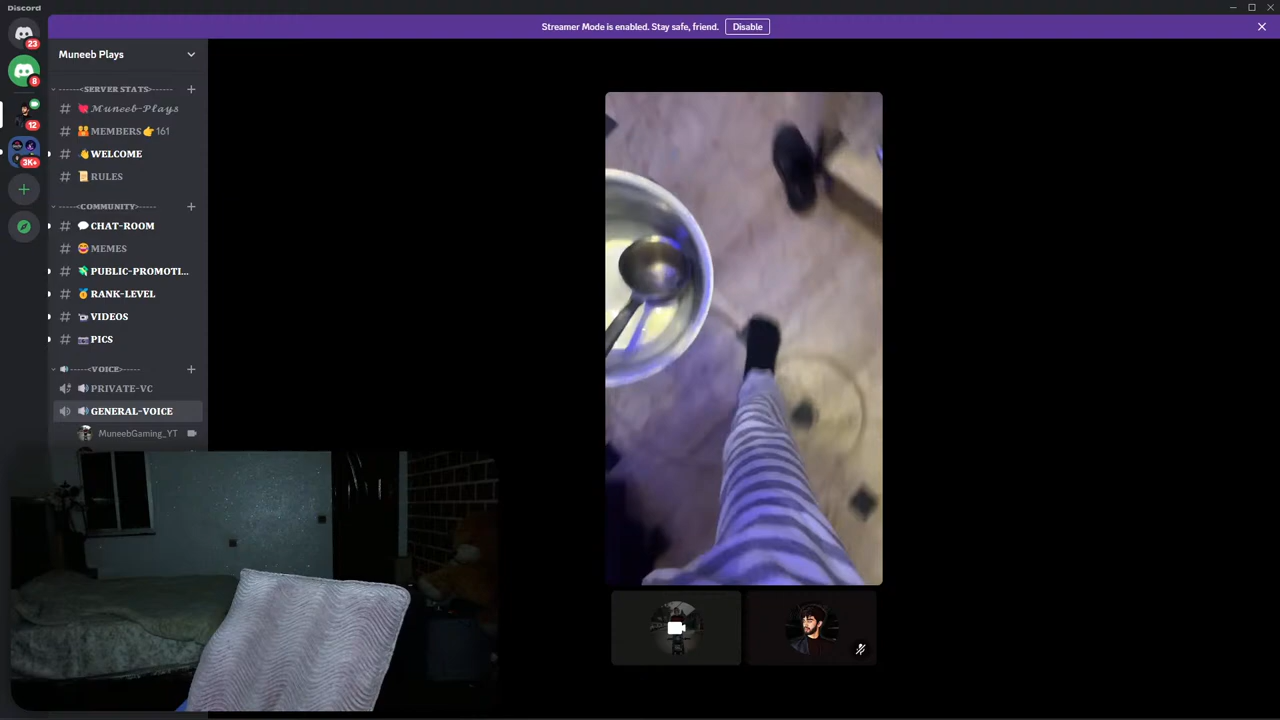 Discord
Streamer Mode is enabled. Stay safe, friend.
Disable
23
8
12
3K+
Muneeb Plays
------<SERVER STATS>------
𝓜𝓾𝓷𝓮𝓮𝓫-𝓟𝓵𝓪𝔂𝓼
MEMBERS👉161
👋WELCOME
📜RULES
------<COMMUNITY>-----
💬CHAT-ROOM
MEMES
PUBLIC-PROMOTI...
🏅RANK-LEVEL
VIDEOS
📷PICS
🔊-----<VOICE>-----
🔊PRIVATE-VC
🔊GENERAL-VOICE
MuneebGaming_YT